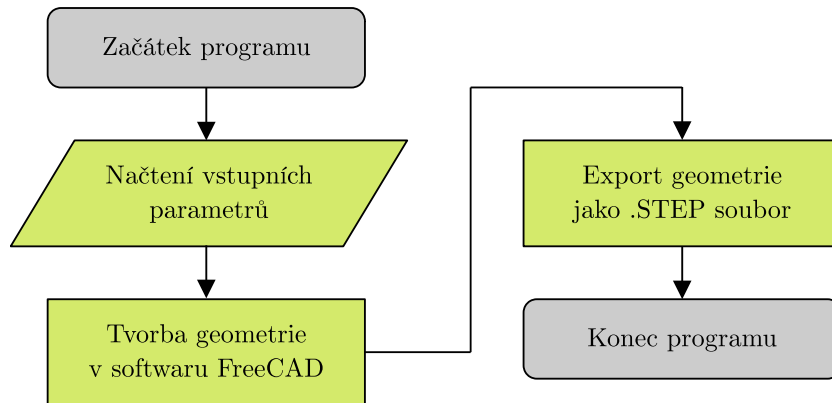 Začátek programu
Načtení vstupních
parametrů
Tvorba geometrie
v softwaru FreeCAD
Export geometrie
jako .STEP soubor
Konec programu